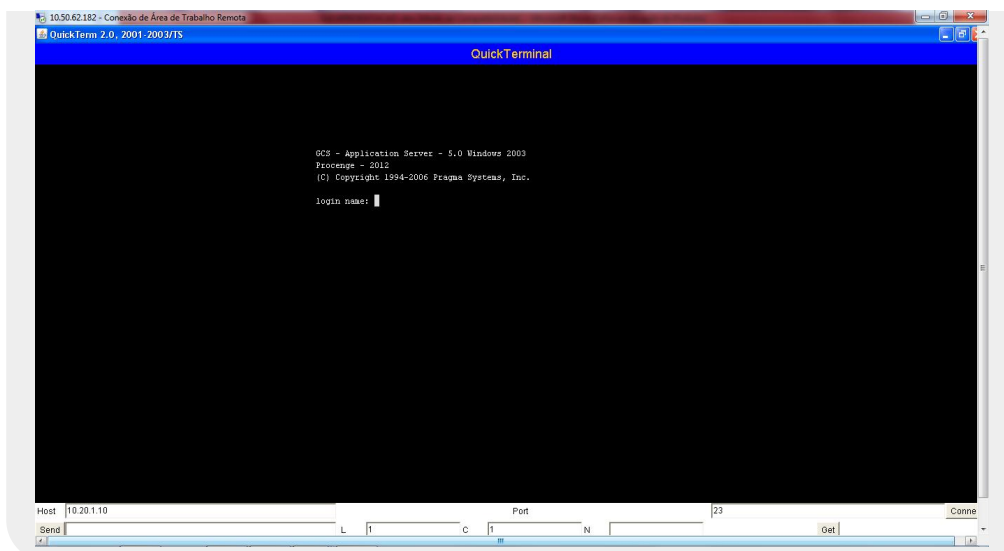 10.50.62.182 - Conexão de Área de Trabalho Remota
QuickTerm 2.0, 2001-2003/TS
QuickTerminal
GCS - Application Server - 5.0 Windows 2003
Procenge - 2012
(C) Copyright 1994-2006 Pragma Systems, Inc.
login name:
Host 10.20.1.10 Port 23 Conne
Send L 1 C 1 N Get